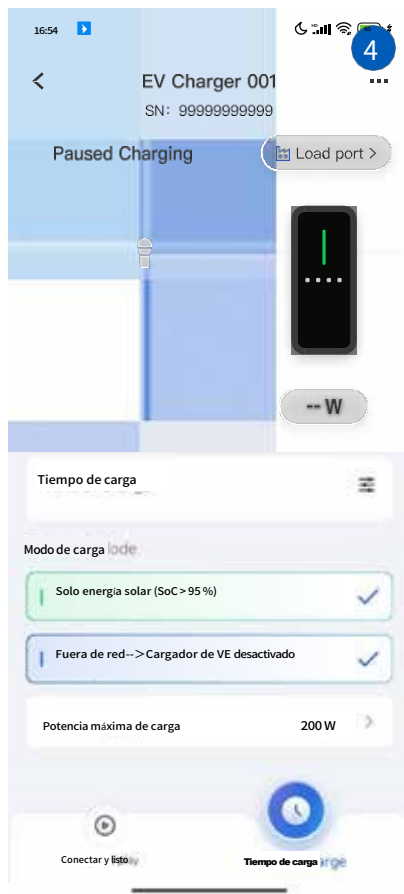 16:54
4
EV Charger 001
SN: 99999999999
Paused Charging
Load port >
-- W
Tiempo de carga
Modo de carga
Solo energía solar (SoC > 95 %)
Fuera de red-->Cargador de VE desactivado
Potencia máxima de carga 200 W
Conectar y listo
Tiempo de carga